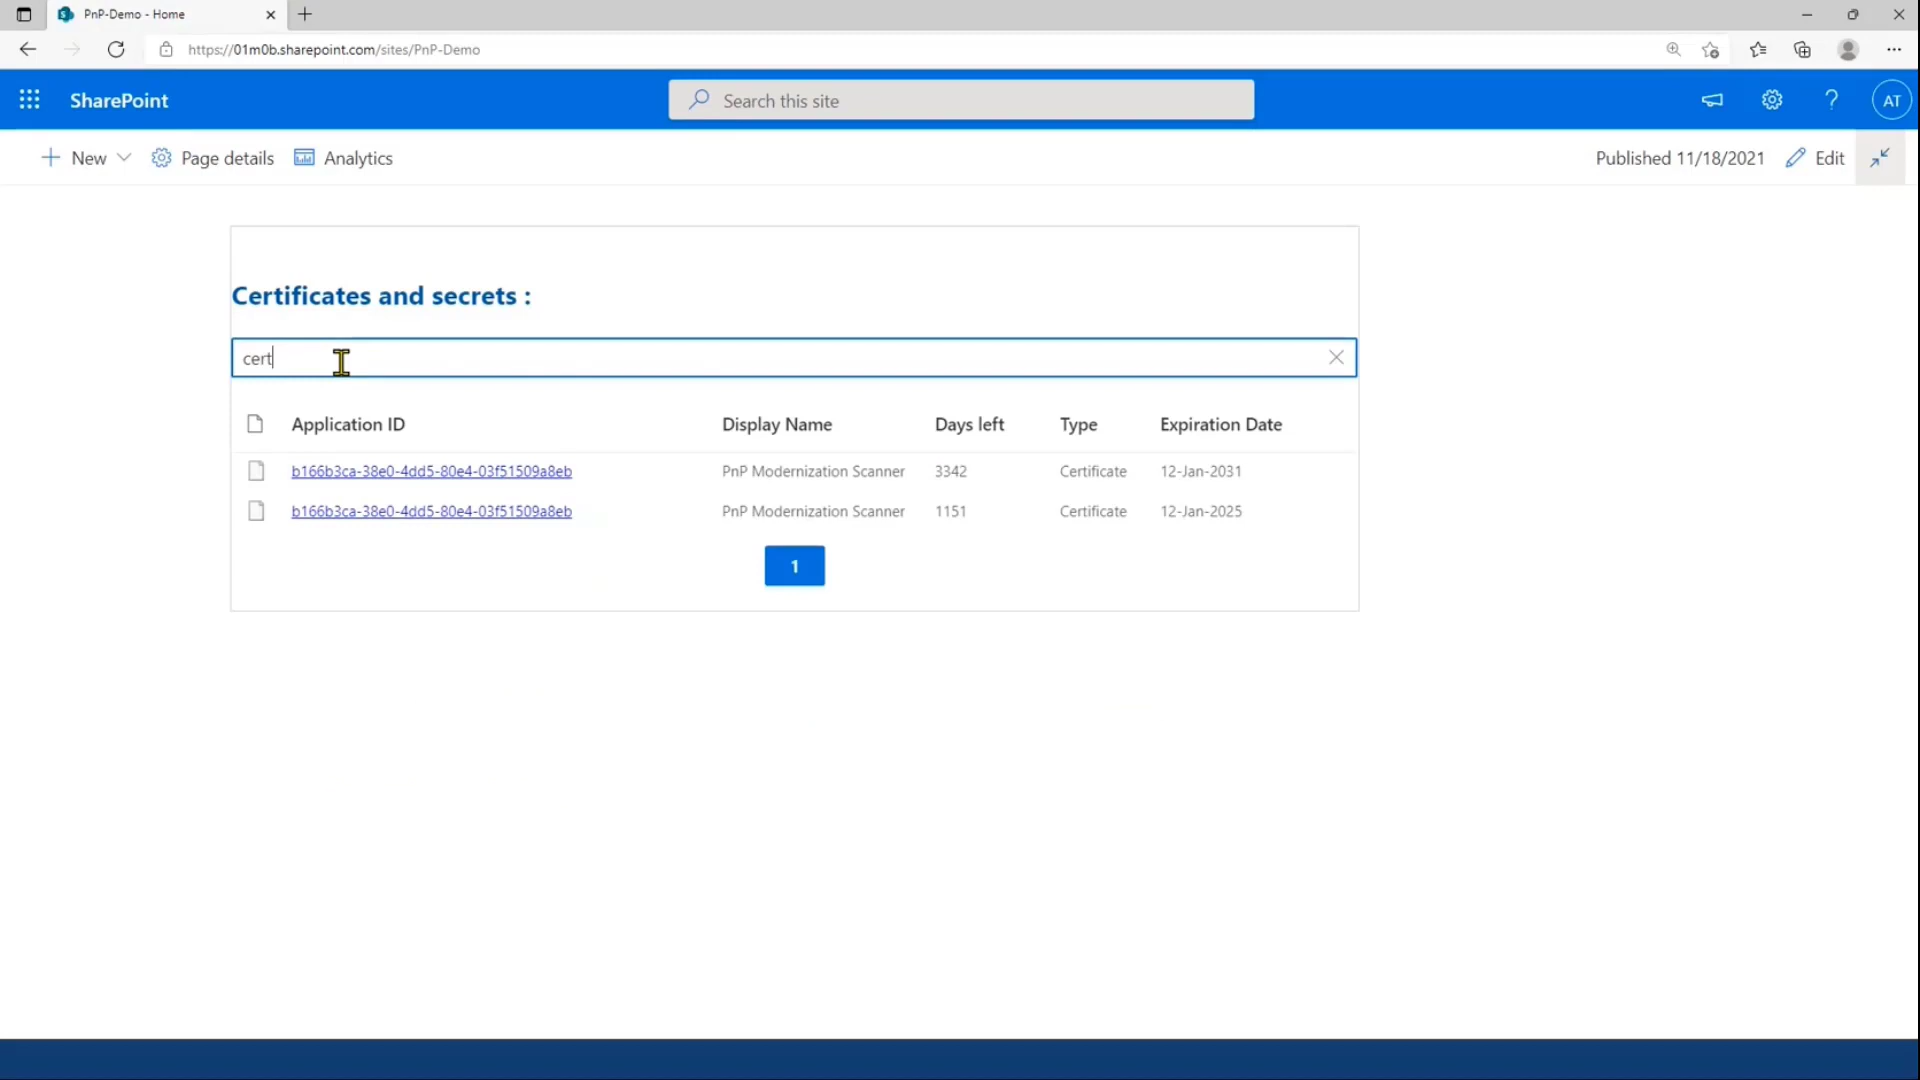 PnP-Demo - Home
https://01m0b.sharepoint.com/sites/PnP-Demo
SharePoint
Search this site
AT
New
Page details
Analytics
Published 11/18/2021
Edit
Certificates and secrets :
cert
Application ID Display Name Days left Type Expiration Date
b166b3ca-38e0-4dd5-80e4-03f51509a8eb PnP Modernization Scanner 3342 Certificate 12-Jan-2031
b166b3ca-38e0-4dd5-80e4-03f51509a8eb PnP Modernization Scanner 1151 Certificate 12-Jan-2025
1